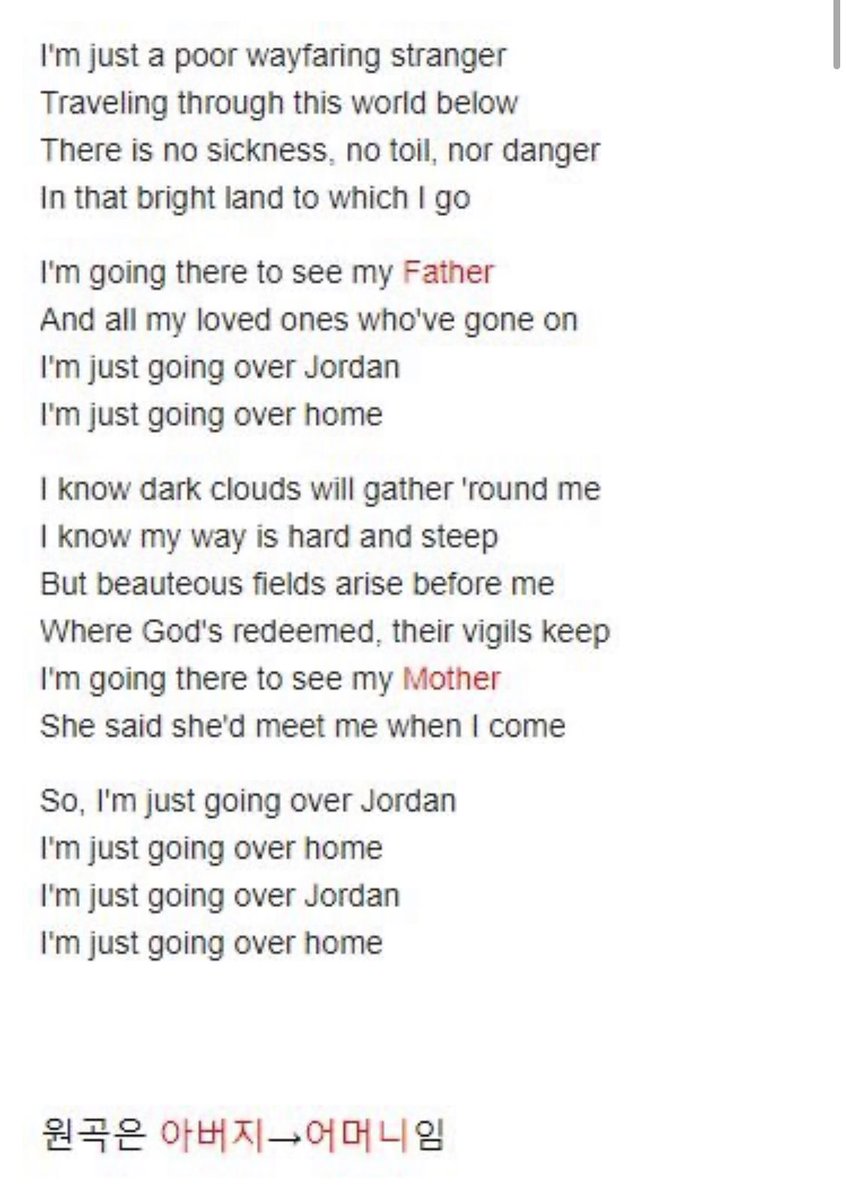 I'm just a poor wayfaring stranger
Traveling through this world below
There is no sickness, no toil, nor danger
In that bright land to which I go
I'm going there to see my Father
And all my loved ones who've gone on
I'm just going over Jordan
I'm just going over home
I know dark clouds will gather 'round me
I know my way is hard and steep
But beauteous fields arise before me
Where God's redeemed, their vigils keep
I'm going there to see my Mother
She said she'd meet me when I come
So, I'm just going over Jordan
I'm just going over home
I'm just going over Jordan
I'm just going over home
원곡은 아버지→어머니임